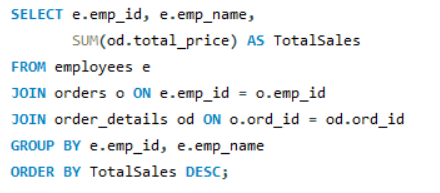 SELECT e.emp_id, e.emp_name,
       SUM(od.total_price) AS TotalSales
FROM employees e
JOIN orders o ON e.emp_id = o.emp_id
JOIN order_details od ON o.ord_id = od.ord_id
GROUP BY e.emp_id, e.emp_name
ORDER BY TotalSales DESC;